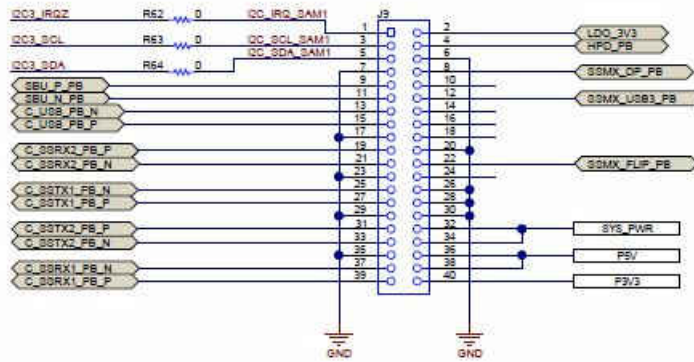 I2C3_IRQZ R62 0 I2C_IRQ_SAM1 J9
1 2 LDO_3V3
I2C3_SCL R63 0 I2C_SCL_SAM1 3 4 HPD_PB
I2C_SDA_SAM1 5 6
I2C3_SDA R64 0 7 8 SSMX_DP_PB
SBU_P_PB 9 10
SBU_N_PB 11 12 SSMX_USB3_PB
C_USB_PB_N 13 14
C_USB_PB_P 15 16
17 18
C_SSRX2_PB_P 19 20
C_SSRX2_PB_N 21 22 SSMX_FLIP_PB
23 24
C_SSTX1_PB_N 25 26
C_SSTX1_PB_P 27 28
29 30
C_SSTX2_PB_P 31 32 SYS_PWR
C_SSTX2_PB_N 33 34
35 36 P5V
C_SSRX1_PB_N 37 38
C_SSRX1_PB_P 39 40 P3V3
GND GND